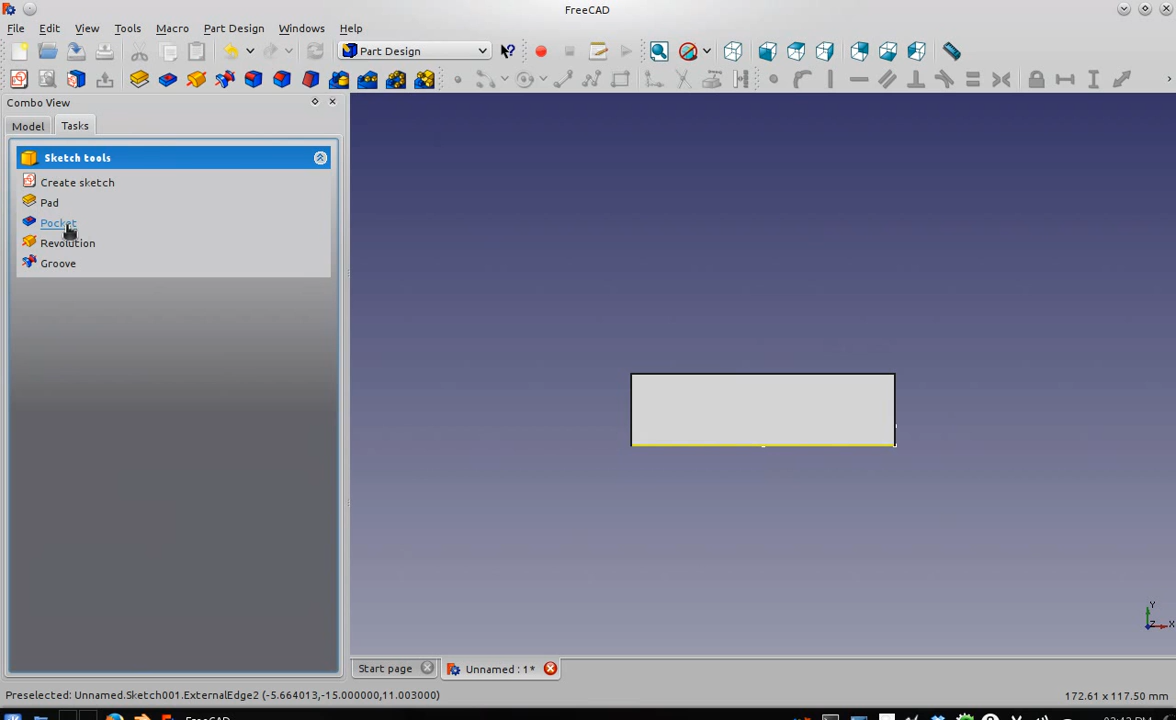 FreeCAD
File Edit View Tools Macro Part Design Windows Help
Part Design
Combo View
Model Tasks
Sketch tools
Create sketch
Pad
Pocket
Revolution
Groove
Y
Z X
Start page Unnamed : 1*
Preselected: Unnamed.Sketch001.ExternalEdge2 (-5.664013,-15.000000,11.003000) 172.61 x 117.50 mm
FreeCAD